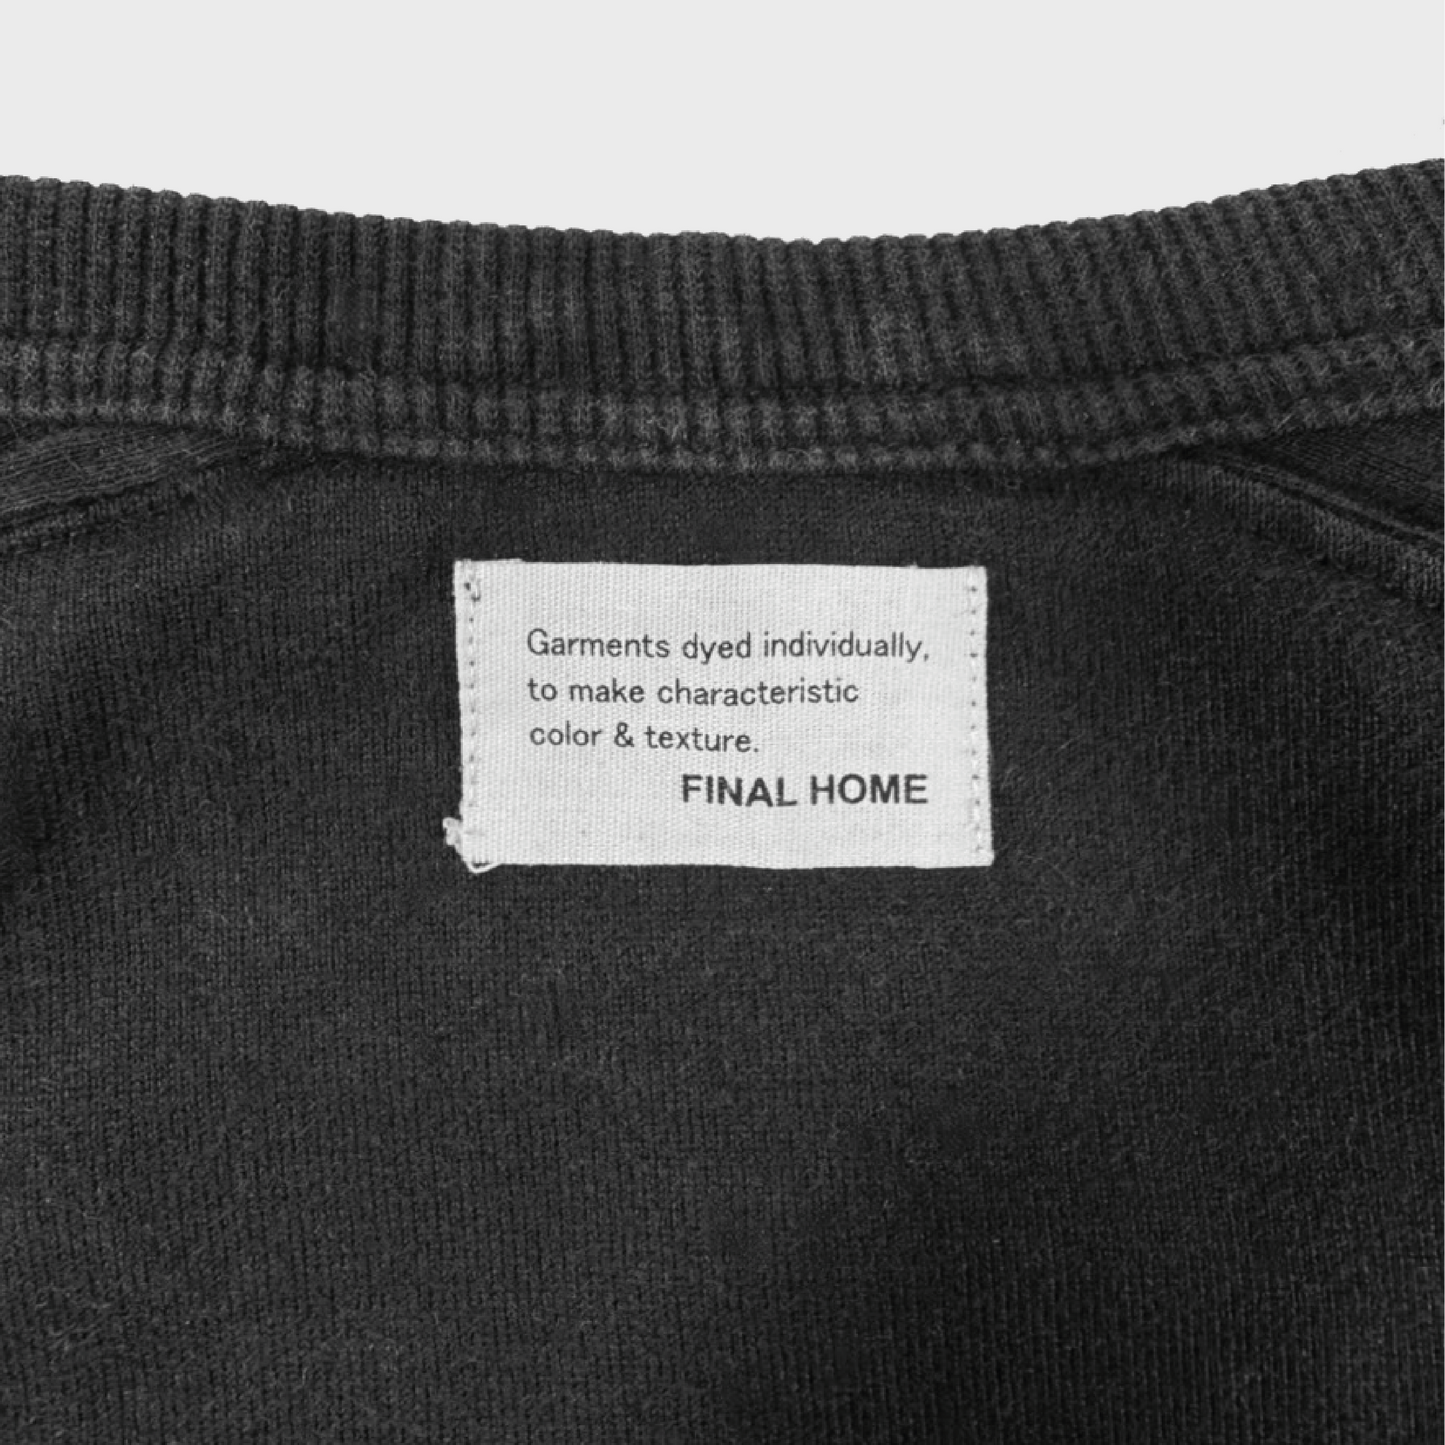 Garments dyed individually,
to make characteristic
color & texture.
FINAL HOME